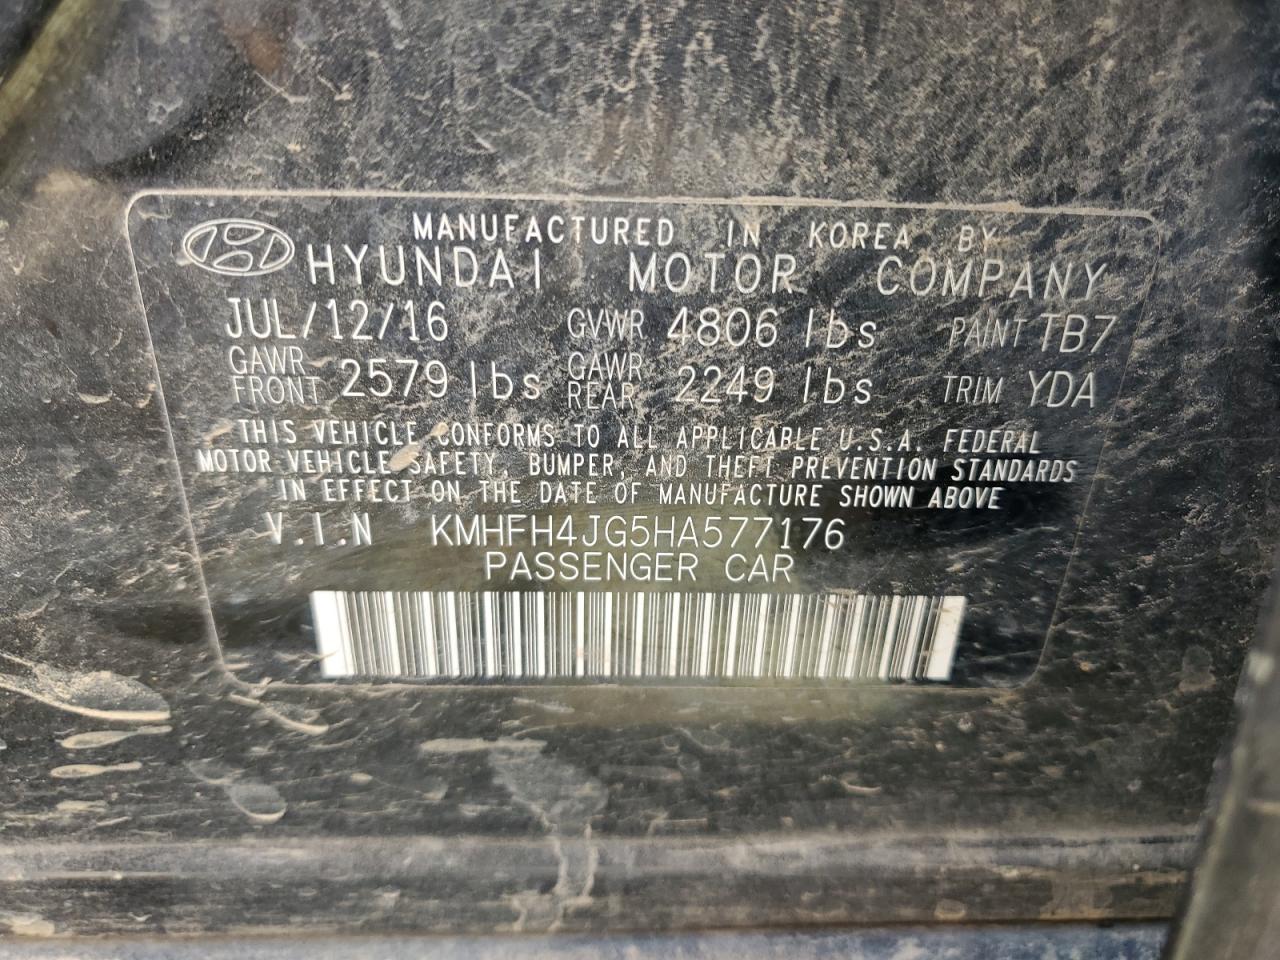 MANUFACTURED IN KOREA BY
HYUNDAI MOTOR COMPANY
JUL/12/16 GVWR 4806 lbs PAINT TB7
GAWR FRONT 2579 lbs GAWR REAR 2249 lbs TRIM YDA
THIS VEHICLE CONFORMS TO ALL APPLICABLE U.S.A. FEDERAL
MOTOR VEHICLE SAFETY, BUMPER, AND THEFT PREVENTION STANDARDS
IN EFFECT ON THE DATE OF MANUFACTURE SHOWN ABOVE
V.I.N KMHFH4JG5HA577176
PASSENGER CAR